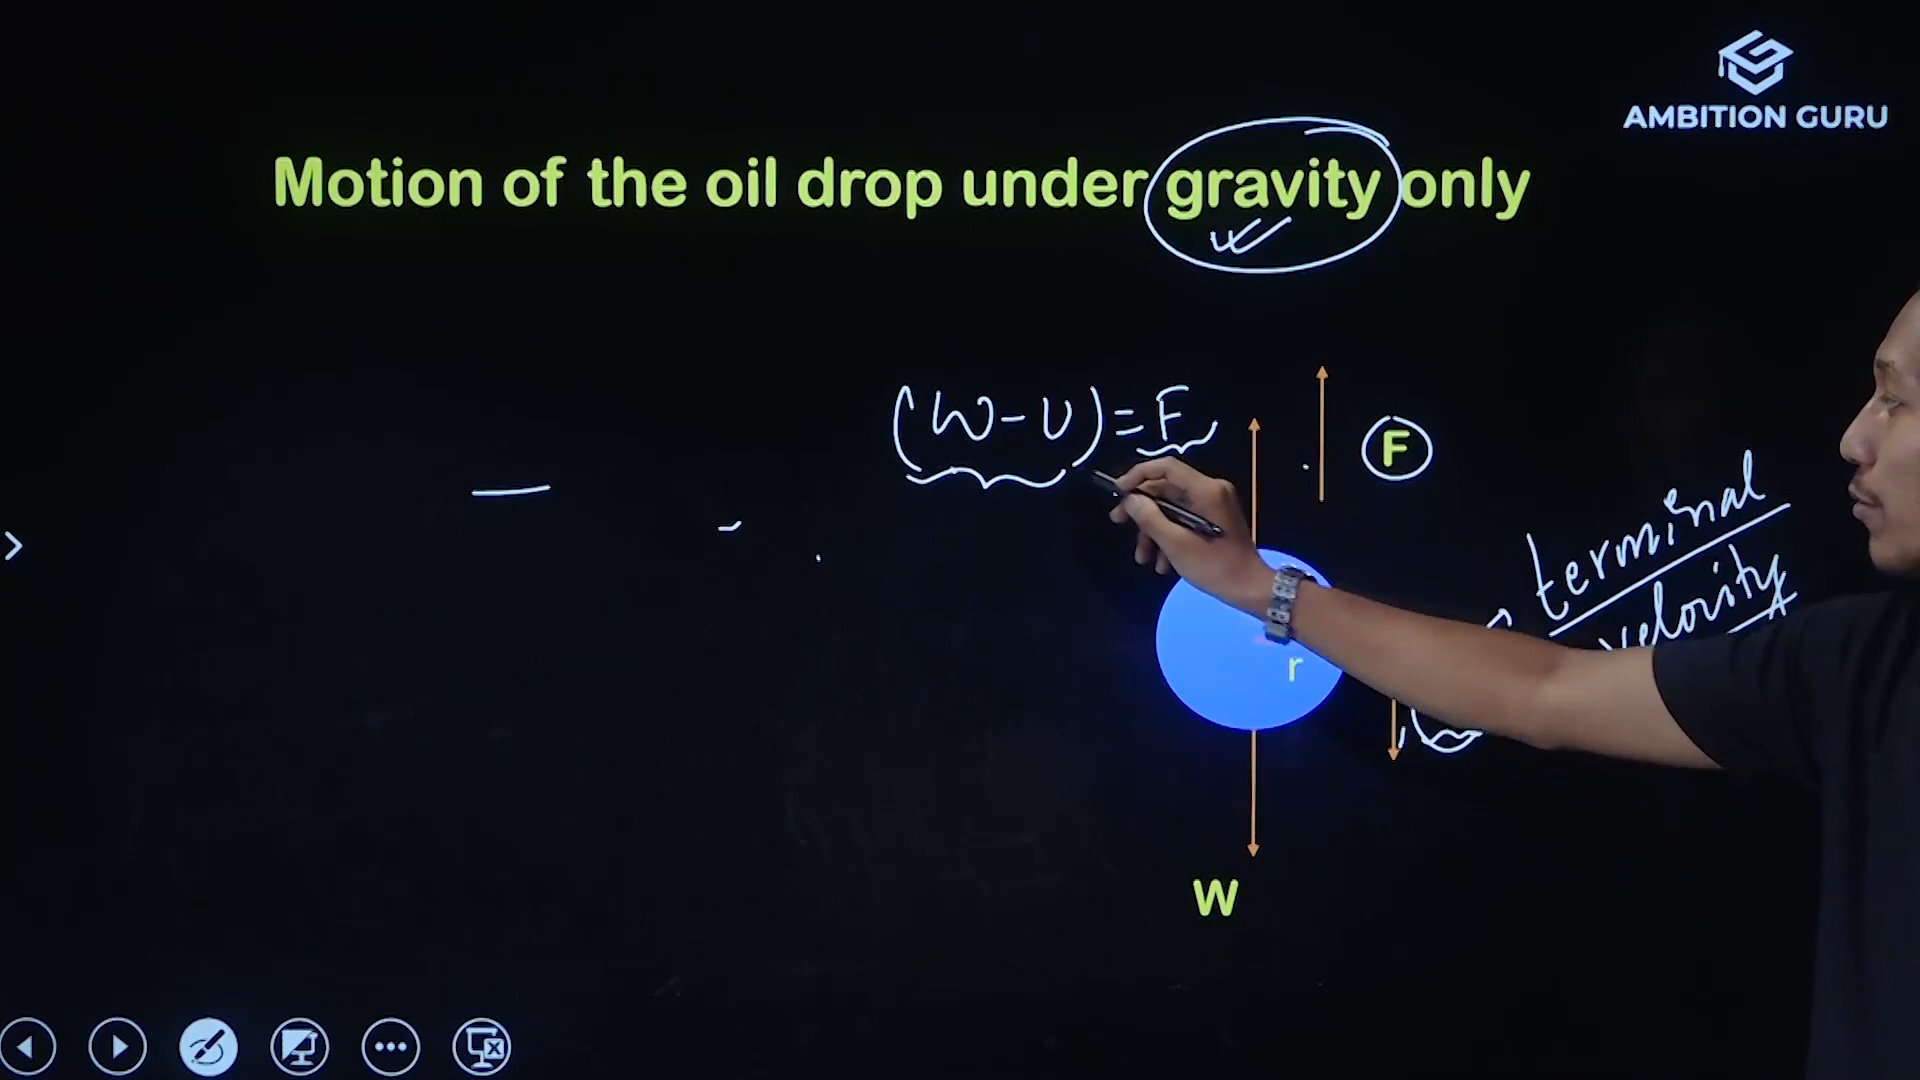 AMBITION GURU
Motion of the oil drop under gravity only
(W-U)=F
F
terminal
velocity
r
W